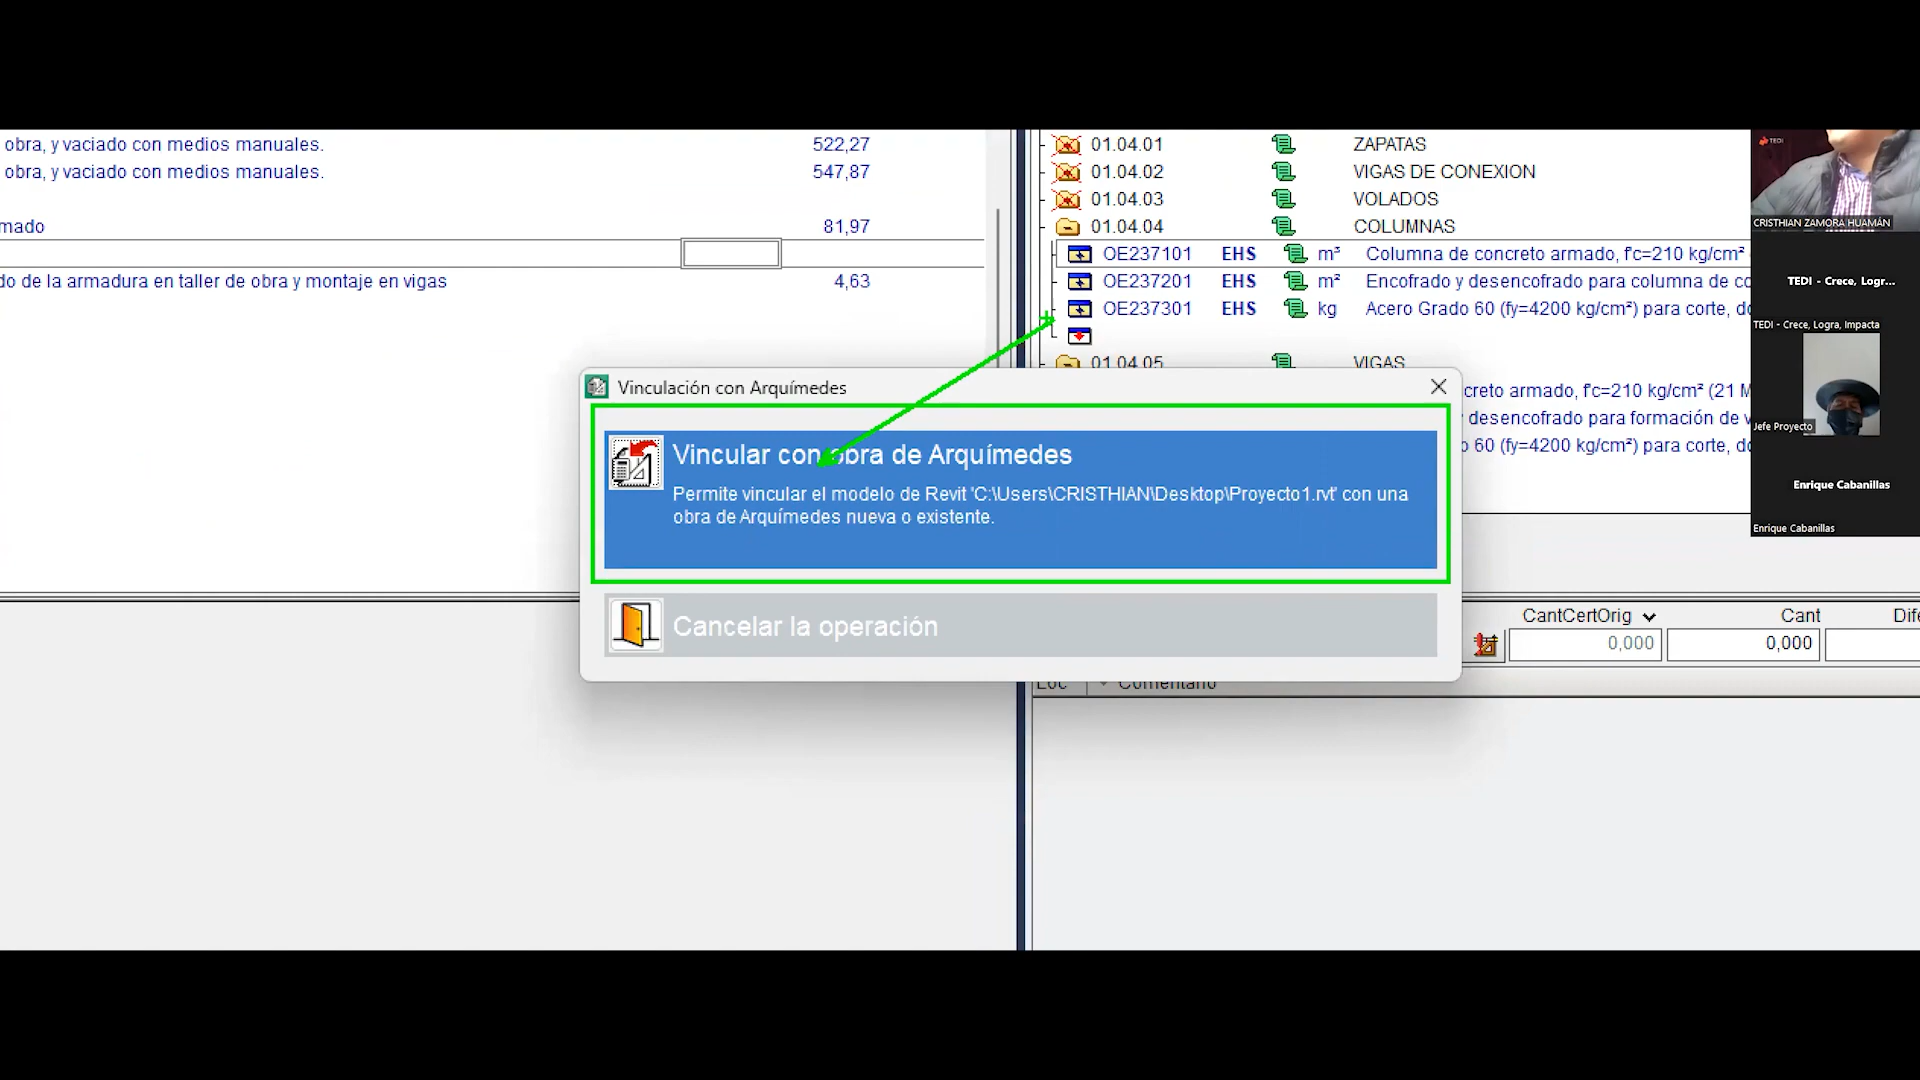 obra, y vaciado con medios manuales. 522,27
obra, y vaciado con medios manuales. 547,87
mado 81,97
do de la armadura en taller de obra y montaje en vigas 4,63
01.04.01 ZAPATAS
01.04.02 VIGAS DE CONEXION
01.04.03 VOLADOS
01.04.04 COLUMNAS
OE237101 EHS m³ Columna de concreto armado, f'c=210 kg/cm²
OE237201 EHS m² Encofrado y desencofrado para columna de co
OE237301 EHS kg Acero Grado 60 (fy=4200 kg/cm²) para corte, do
01.04.05 VIGAS
creto armado, f'c=210 kg/cm² (21 M
y desencofrado para formación de v
60 (fy=4200 kg/cm²) para corte, do
TEDI
CRISTHIAN ZAMORA HUAMÁN
TEDI - Crece, Logr...
TEDI - Crece, Logra, Impacta
Jefe Proyecto
Enrique Cabanillas
Enrique Cabanillas
Vinculación con Arquímedes
Vincular con obra de Arquímedes
Permite vincular el modelo de Revit 'C:\Users\CRISTHIAN\Desktop\Proyecto1.rvt' con una
obra de Arquímedes nueva o existente.
Cancelar la operación
CantCertOrig Cant Dife
0,000 0,000
Loc Comentario